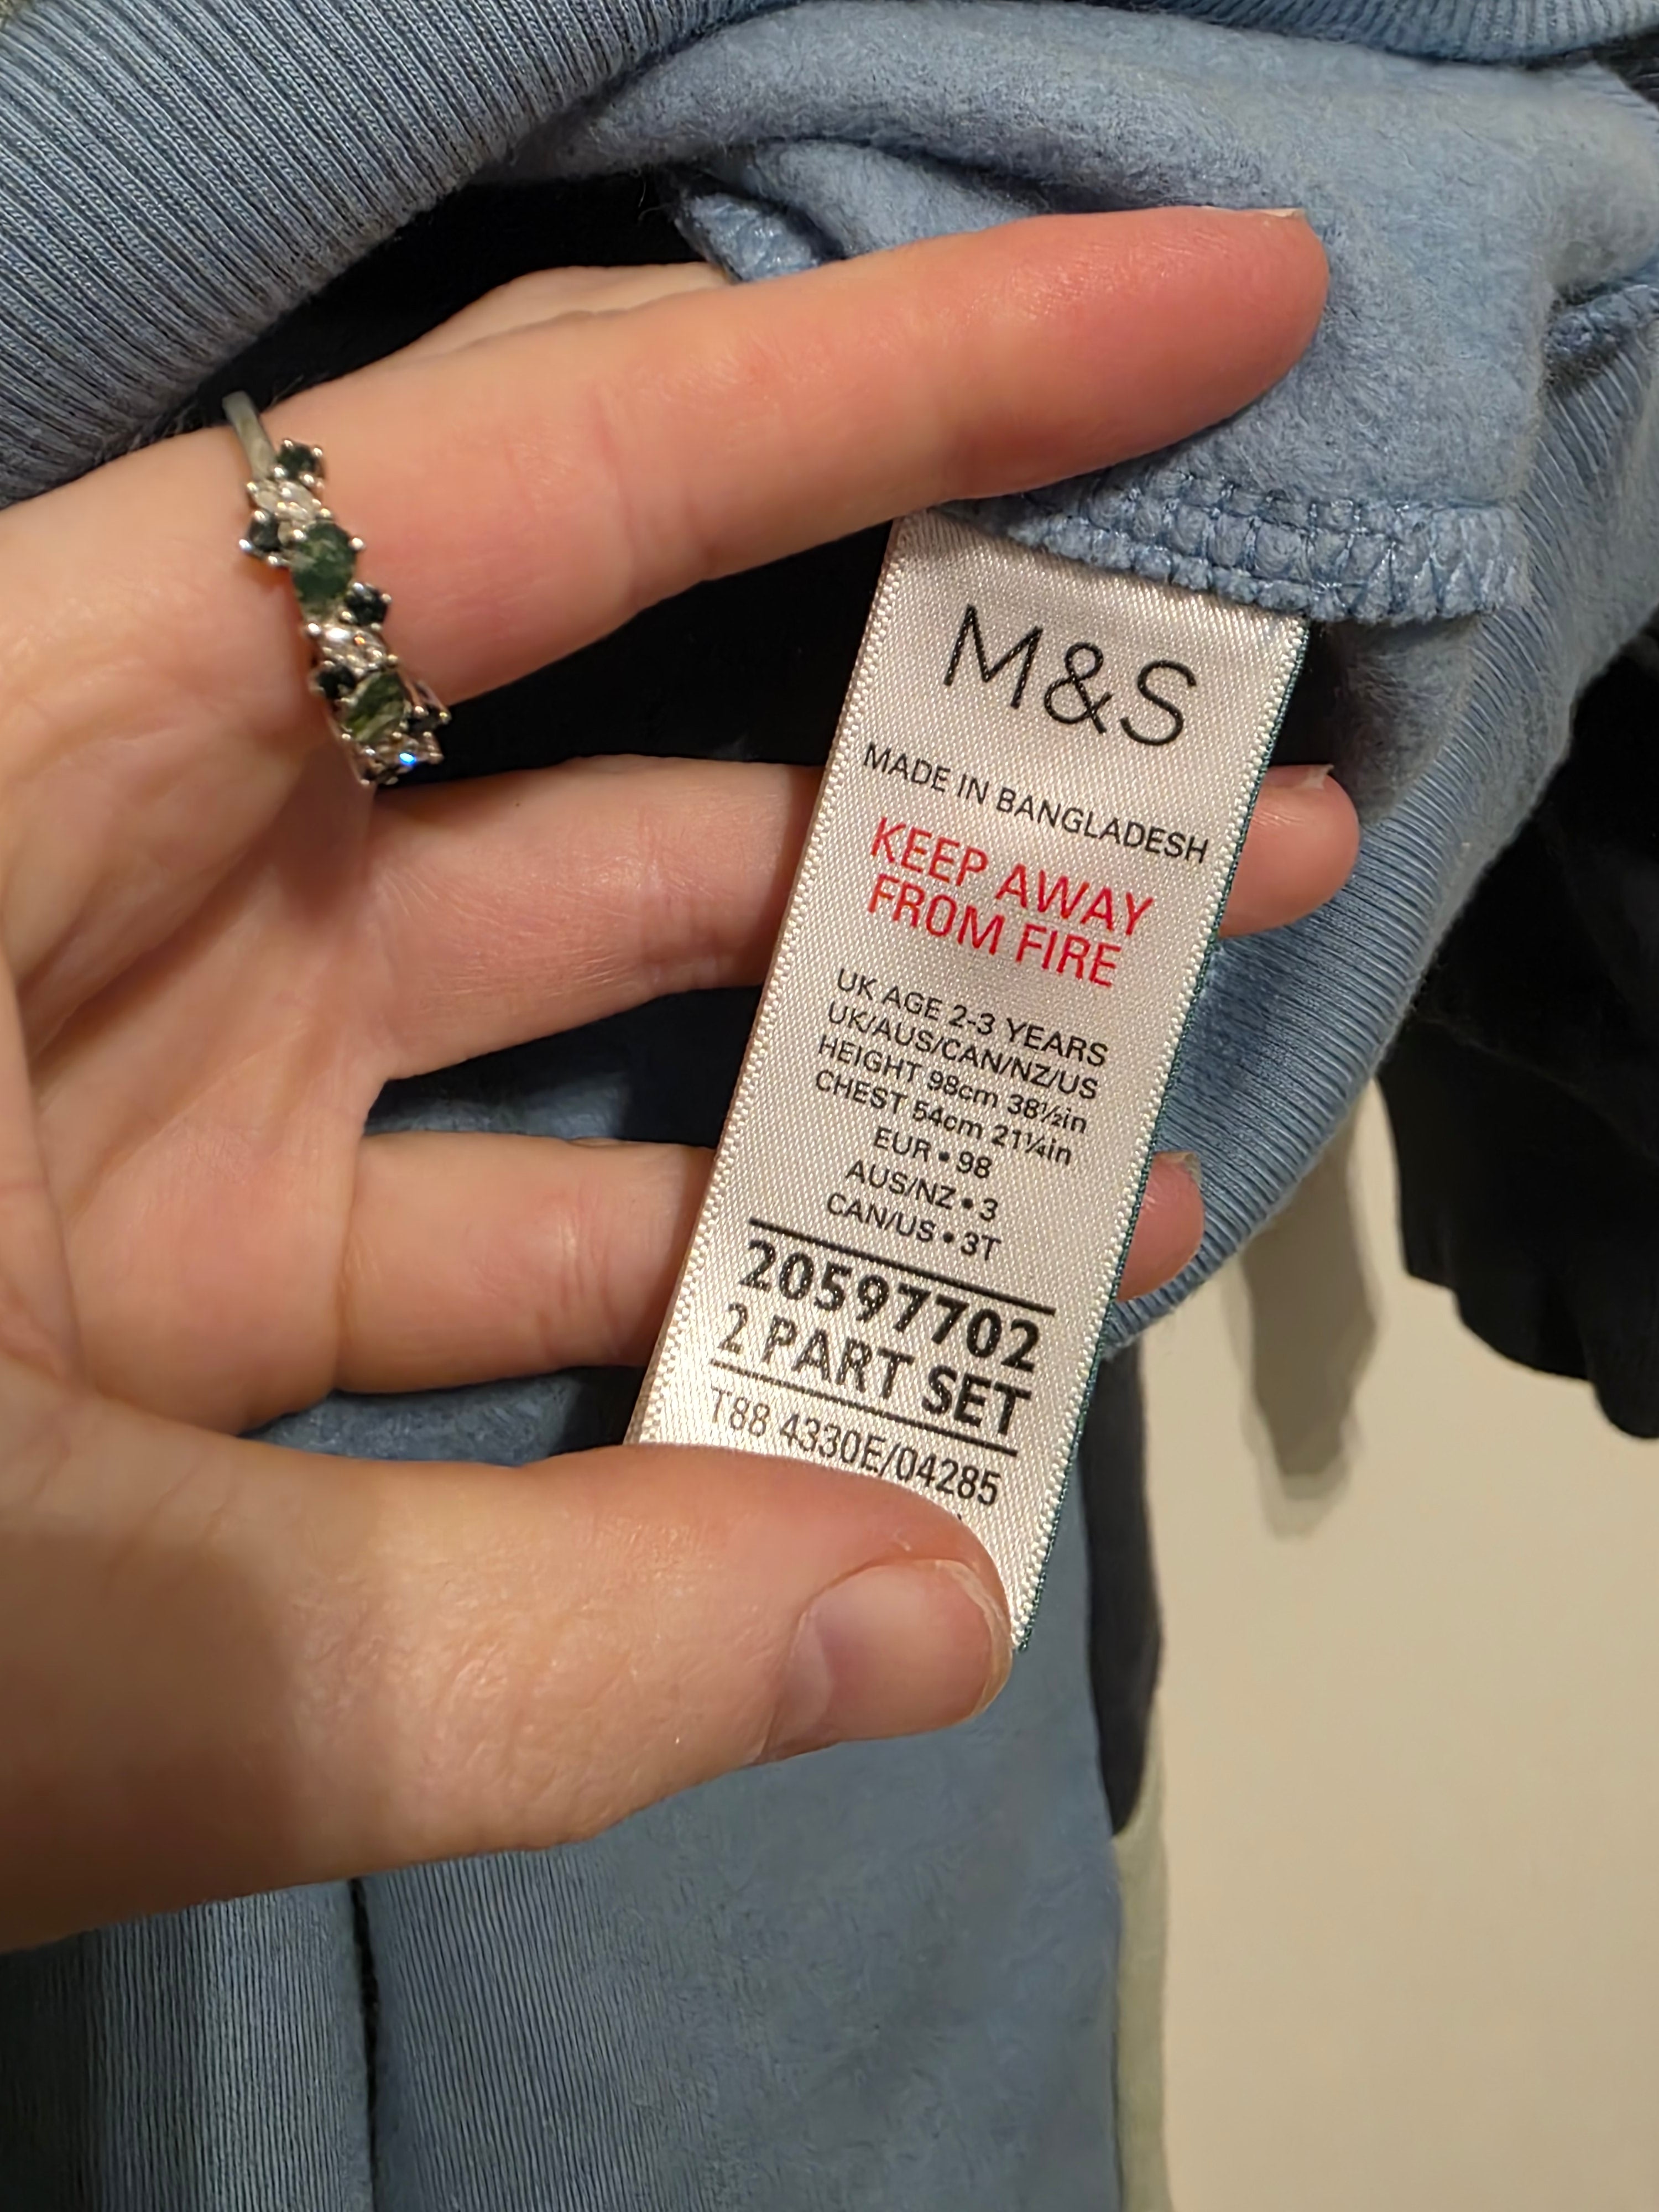 M&S
MADE IN BANGLADESH
KEEP AWAY
FROM FIRE
UK AGE 2-3 YEARS
UK/AUS/CAN/NZ/US
HEIGHT 98cm 38½in
CHEST 54cm 21¼in
EUR • 98
AUS/NZ • 3
CAN/US • 3T
20597702
2 PART SET
T88 4330E/04285